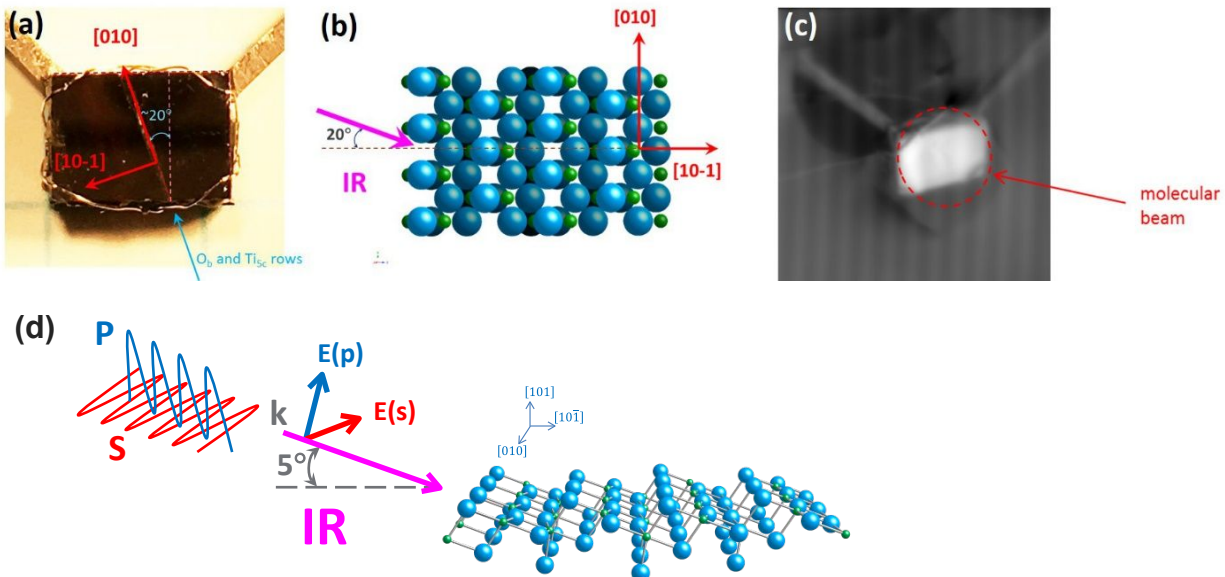 (a)
[010]
~20°
[10-1]
O_b and Ti_5c rows
(b)
[010]
20°
IR
[10-1]
(c)
molecular
beam
(d)
P
S
E(p)
k
E(s)
5°
IR
[101]
[101̅]
[010]